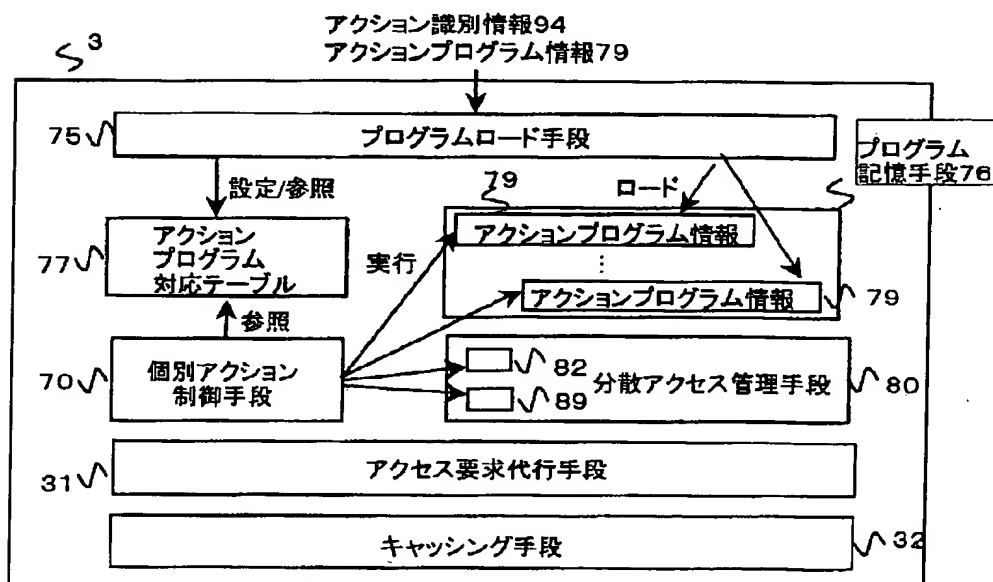 アクション識別情報94
アクションプログラム情報79
3
75
プログラムロード手段
プログラム
記憶手段76
設定/参照
79
ロード
77
アクション
プログラム
対応テーブル
実行
アクションプログラム情報
⋮
アクションプログラム情報
79
参照
70
個別アクション
制御手段
82
89
分散アクセス管理手段
80
31
アクセス要求代行手段
キャッシング手段
32